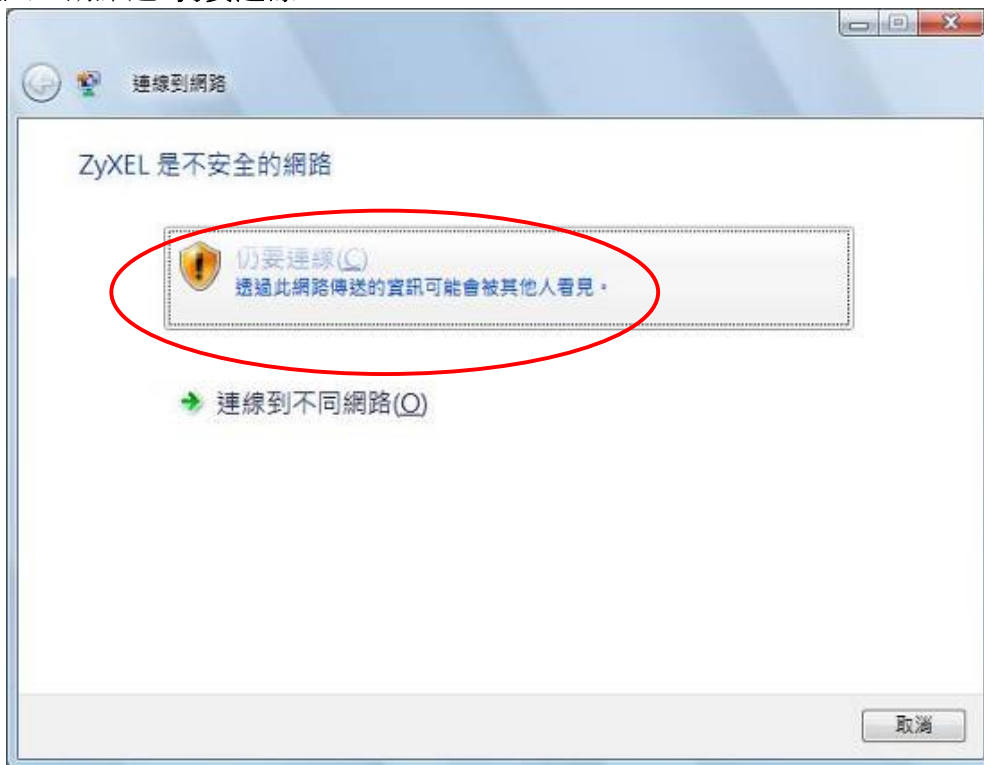 連線到網路
ZyXEL 是不安全的網路
仍要連線(C)
透過此網路傳送的資訊可能會被其他人看見。
連線到不同網路(O)
取消